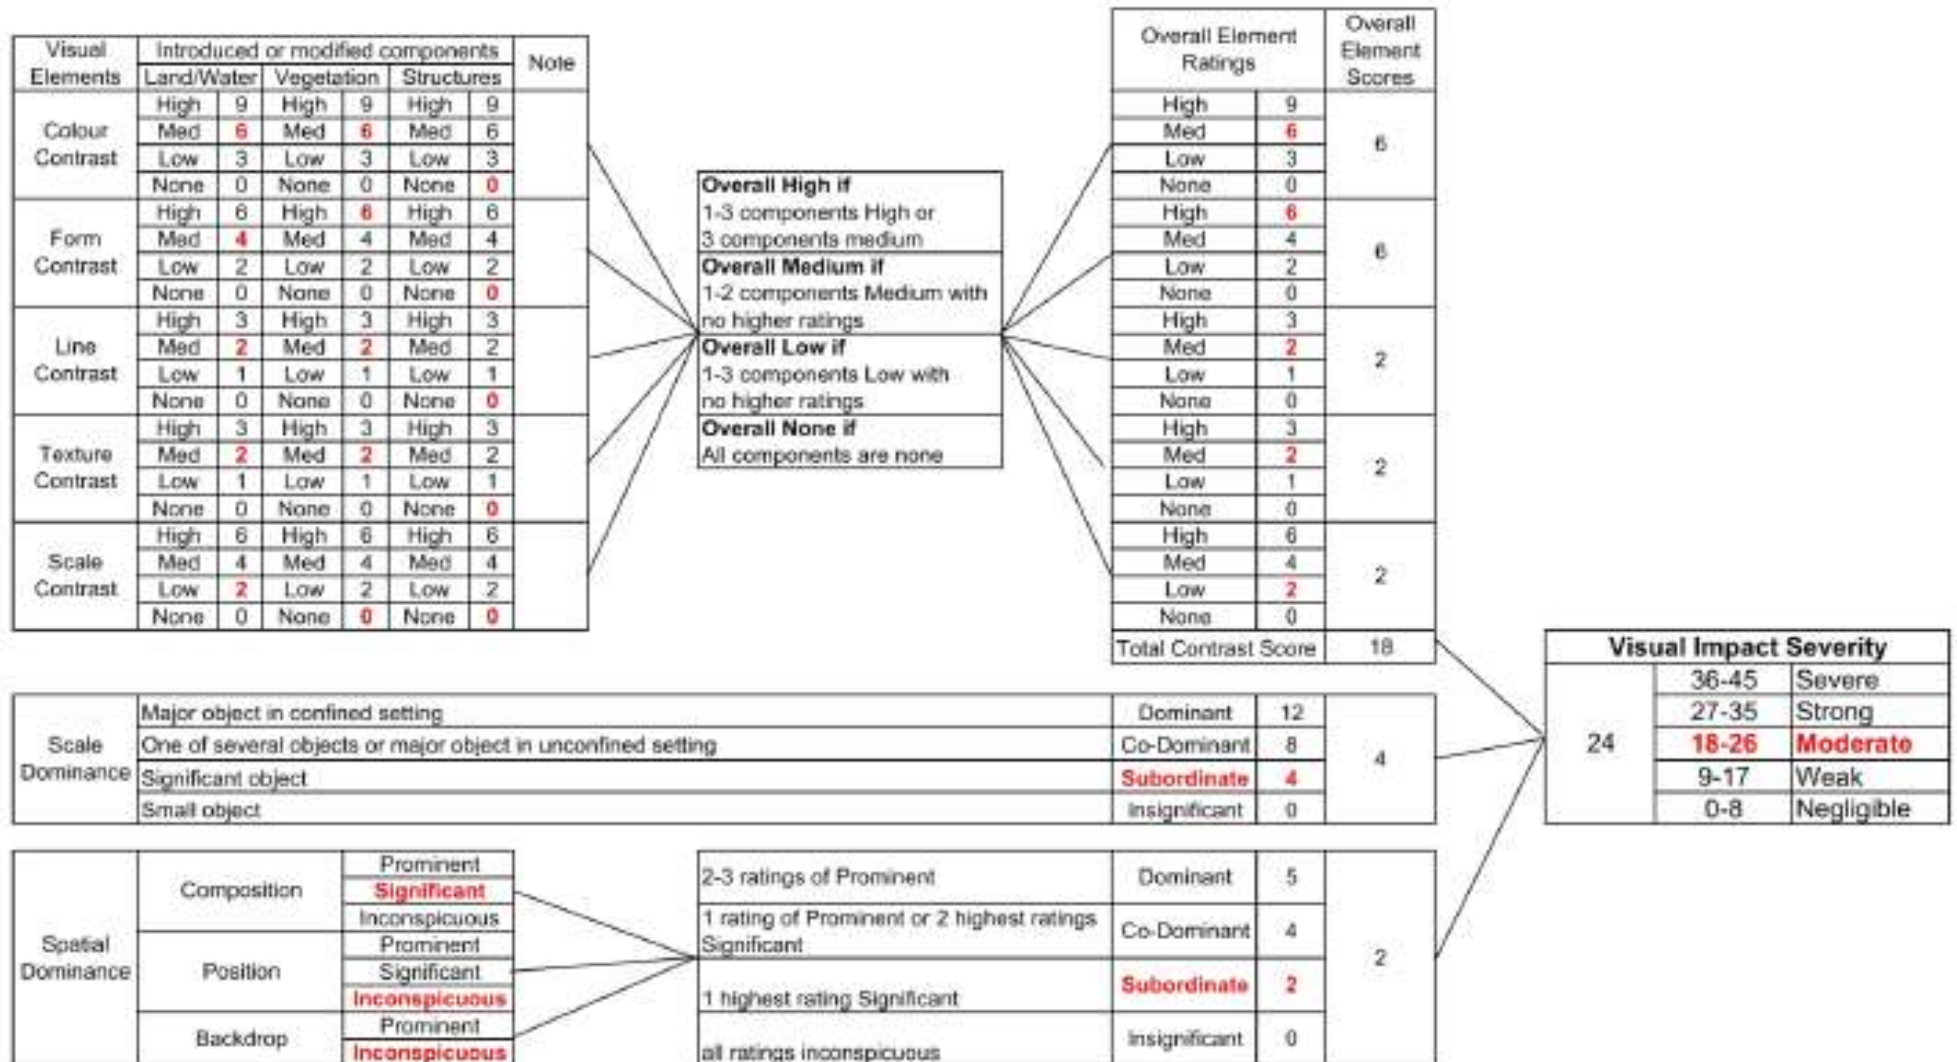 Visual Elements Introduced or modified components Note
Land/Water Vegetation Structures
Colour Contrast
High 9 High 9 High 9
Med 6 Med 6 Med 6
Low 3 Low 3 Low 3
None 0 None 0 None 0
Form Contrast
High 6 High 6 High 6
Med 4 Med 4 Med 4
Low 2 Low 2 Low 2
None 0 None 0 None 0
Line Contrast
High 3 High 3 High 3
Med 2 Med 2 Med 2
Low 1 Low 1 Low 1
None 0 None 0 None 0
Texture Contrast
High 3 High 3 High 3
Med 2 Med 2 Med 2
Low 1 Low 1 Low 1
None 0 None 0 None 0
Scale Contrast
High 6 High 6 High 6
Med 4 Med 4 Med 4
Low 2 Low 2 Low 2
None 0 None 0 None 0
Overall High if
1-3 components High or
3 components medium
Overall Medium if
1-2 components Medium with
no higher ratings
Overall Low if
1-3 components Low with
no higher ratings
Overall None if
All components are none
Overall Element Ratings
Overall Element Scores
High 9
Med 6
Low 3
None 0
6
High 6
Med 4
Low 2
None 0
6
High 3
Med 2
Low 1
None 0
2
High 3
Med 2
Low 1
None 0
2
High 6
Med 4
Low 2
None 0
2
Total Contrast Score 18
Scale Dominance
Major object in confined setting Dominant 12
One of several objects or major object in unconfined setting Co-Dominant 8
Significant object Subordinate 4
Small object Insignificant 0
4
Spatial Dominance
Composition
Prominent
Significant
Inconspicuous
Position
Prominent
Significant
Inconspicuous
Backdrop
Prominent
Inconspicuous
2-3 ratings of Prominent Dominant 5
1 rating of Prominent or 2 highest ratings
Significant Co-Dominant 4
1 highest rating Significant Subordinate 2
all ratings inconspicuous Insignificant 0
2
Visual Impact Severity
24
36-45 Severe
27-35 Strong
18-26 Moderate
9-17 Weak
0-8 Negligible